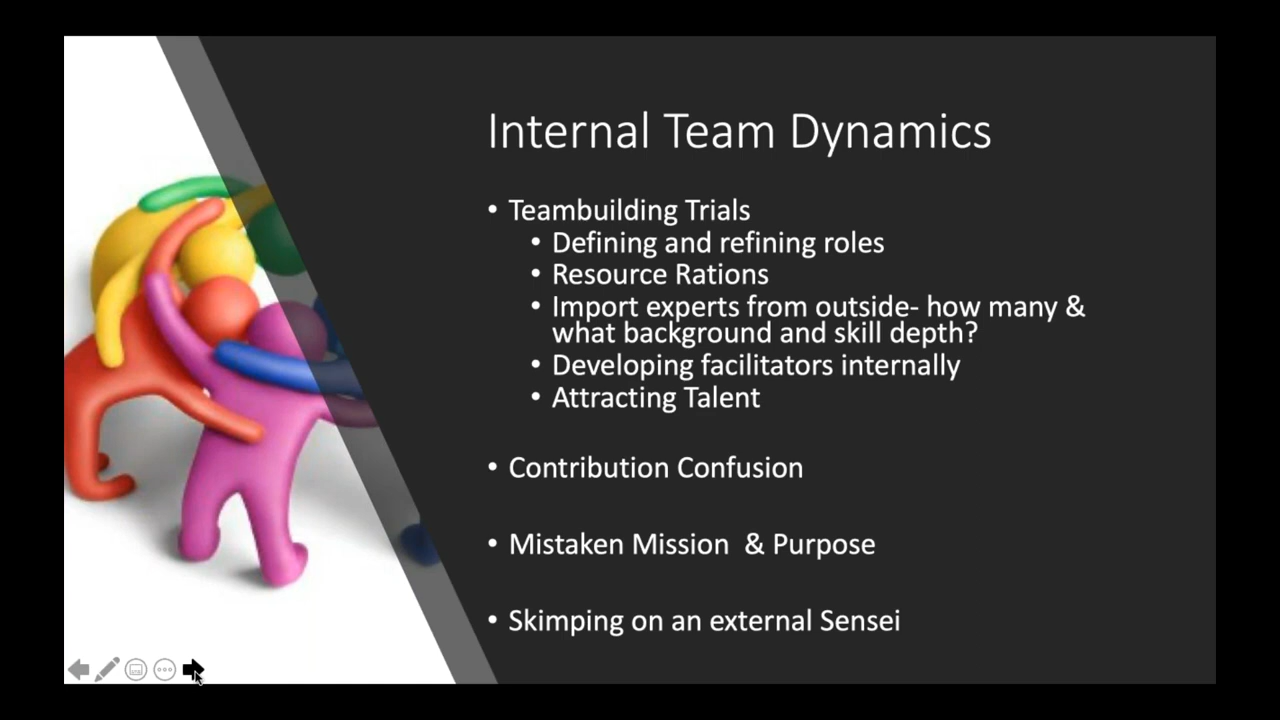 Internal Team Dynamics
• Teambuilding Trials
• Defining and refining roles
• Resource Rations
• Import experts from outside- how many &
what background and skill depth?
• Developing facilitators internally
• Attracting Talent
• Contribution Confusion
• Mistaken Mission & Purpose
• Skimping on an external Sensei